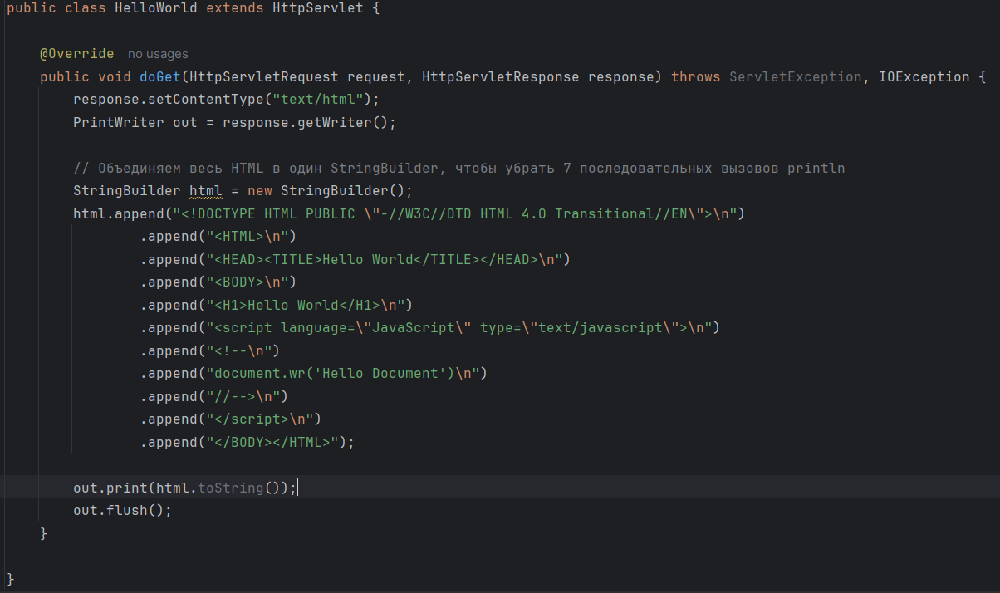 public class HelloWorld extends HttpServlet {
@Override no usages
public void doGet(HttpServletRequest request, HttpServletResponse response) throws ServletException, IOException {
response.setContentType("text/html");
PrintWriter out = response.getWriter();
// Объединяем весь HTML в один StringBuilder, чтобы убрать 7 последовательных вызовов println
StringBuilder html = new StringBuilder();
html.append("<!DOCTYPE HTML PUBLIC \"-//W3C//DTD HTML 4.0 Transitional//EN\">\n")
.append("<HTML>\n")
.append("<HEAD><TITLE>Hello World</TITLE></HEAD>\n")
.append("<BODY>\n")
.append("<H1>Hello World</H1>\n")
.append("<script language=\"JavaScript\" type=\"text/javascript\">\n")
.append("<!--\n")
.append("document.wr('Hello Document')\n")
.append("//-->\n")
.append("</script>\n")
.append("</BODY></HTML>");
out.print(html.toString());
out.flush();
}
}